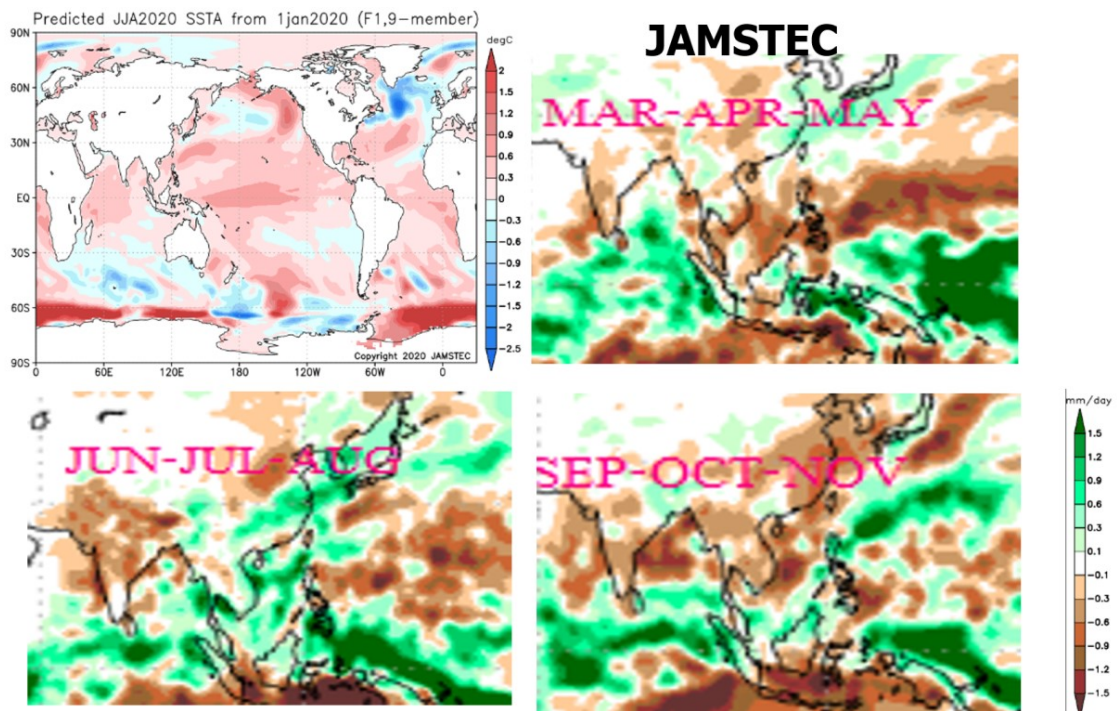 Predicted JJA2020 SSTA from 1jan2020 (F1,9-member)
degC
90N
60N
30N
EQ
30S
60S
90S
0 60E 120E 180 120W 60W 0
2
1.5
1.2
0.9
0.6
0.3
0
-0.3
-0.6
-0.9
-1.2
-1.5
-2
-2.5
Copyright 2020 JAMSTEC
JAMSTEC
MAR-APR-MAY
JUN-JUL-AUG
SEP-OCT-NOV
mm/day
1.5
1.2
0.9
0.6
0.3
0.1
-0.1
-0.3
-0.6
-0.9
-1.2
-1.5